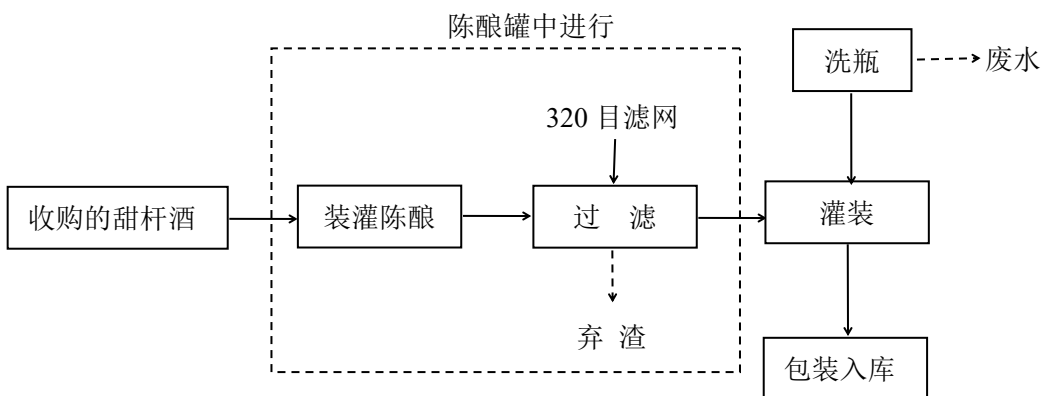 陈酿罐中进行
洗瓶
废水
320 目滤网
收购的甜杆酒
装灌陈酿
过 滤
灌装
弃 渣
包装入库